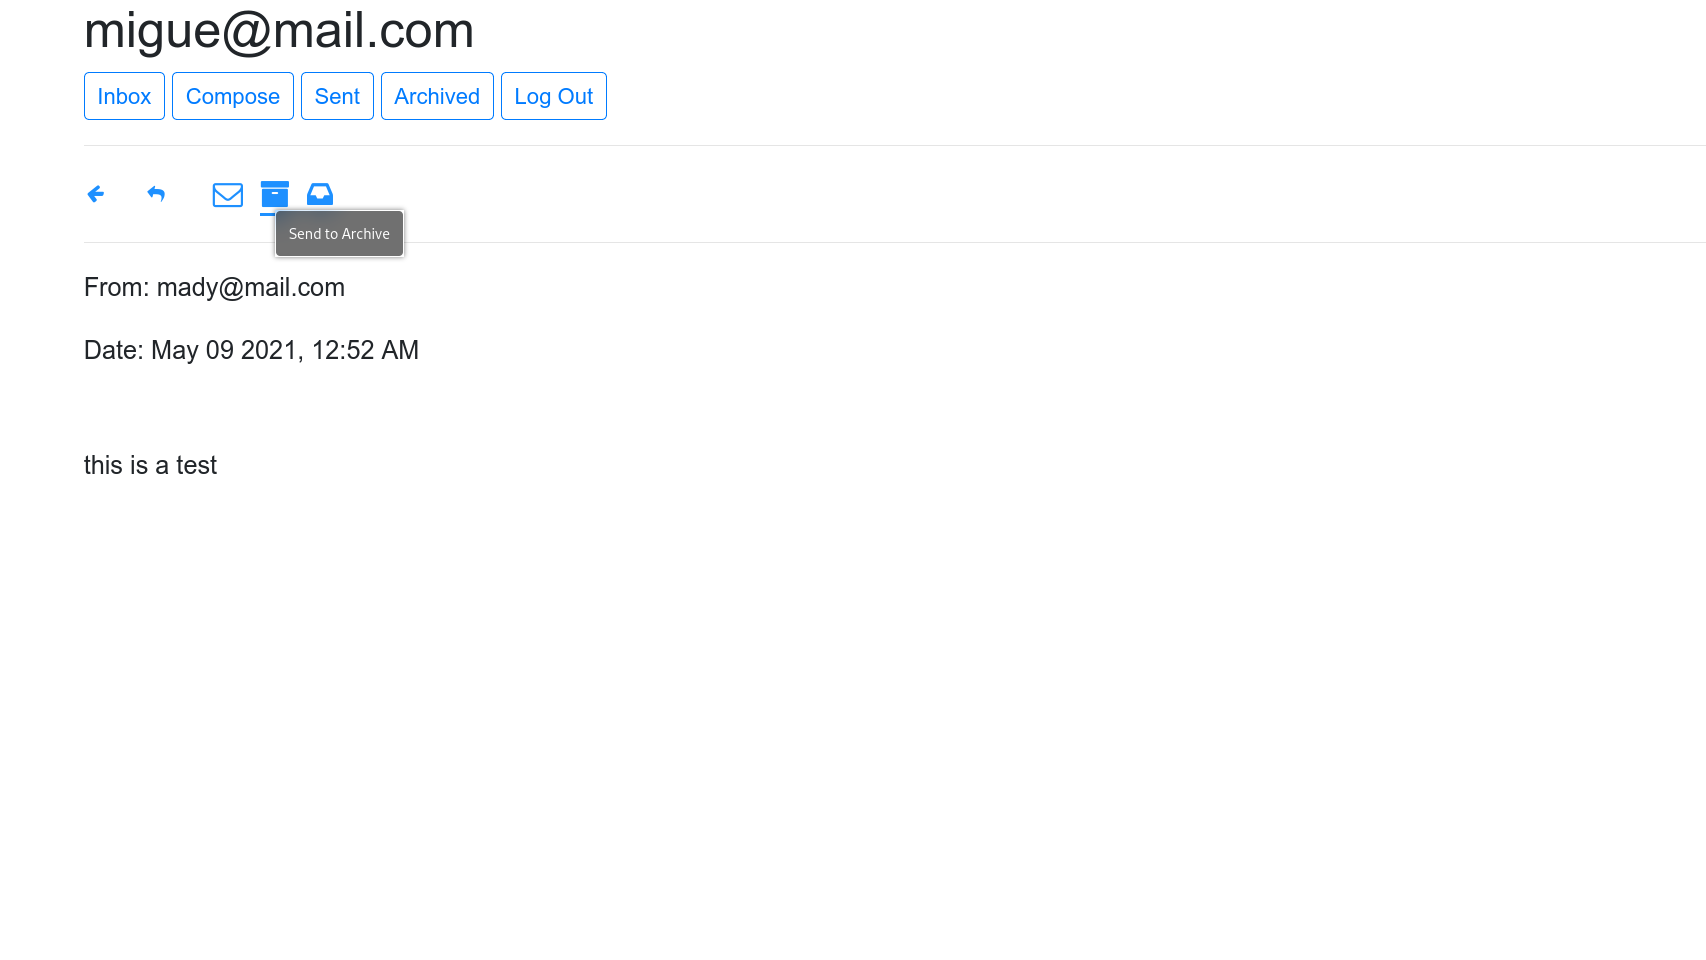 migue@mail.com
Inbox Compose Sent Archived Log Out
Send to Archive
From: mady@mail.com
Date: May 09 2021, 12:52 AM
this is a test